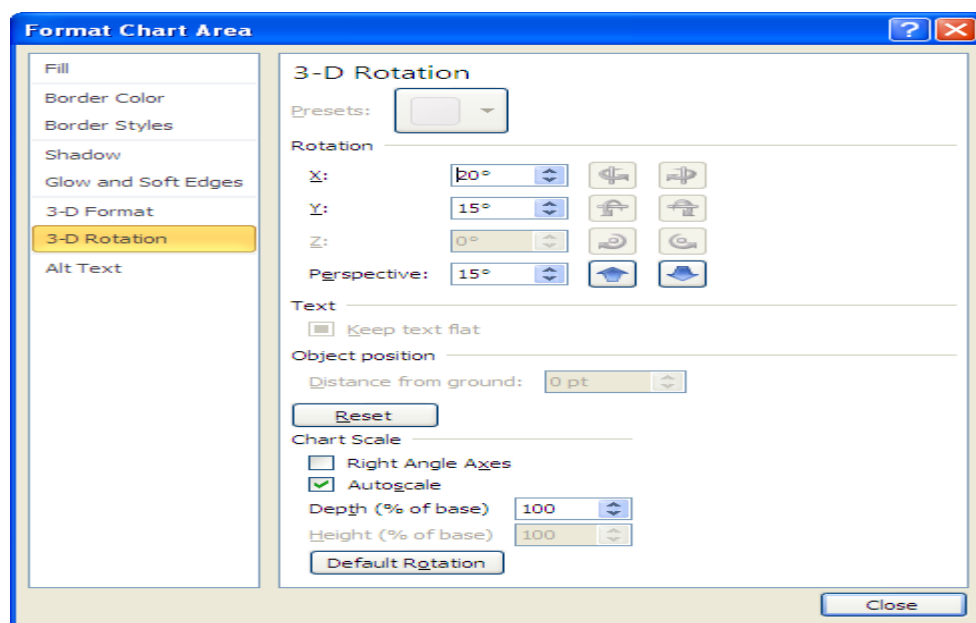 Format Chart Area
?
Fill
Border Color
Border Styles
Shadow
Glow and Soft Edges
3-D Format
3-D Rotation
Alt Text
3-D Rotation
Presets:
Rotation
X: 20°
Y: 15°
Z: 0°
Perspective: 15°
Text
Keep text flat
Object position
Distance from ground: 0 pt
Reset
Chart Scale
Right Angle Axes
Autoscale
Depth (% of base) 100
Height (% of base) 100
Default Rotation
Close